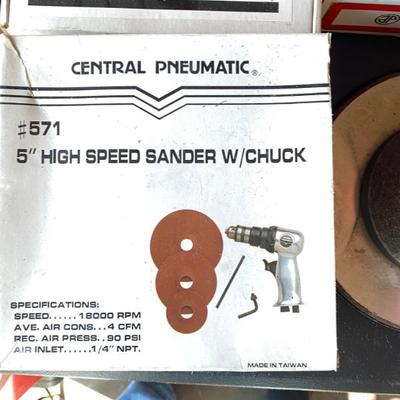 CENTRAL PNEUMATIC®
#571
5" HIGH SPEED SANDER W/CHUCK
SPECIFICATIONS:
SPEED......18000 RPM
AVE. AIR CONS...4 CFM
REC. AIR PRESS..90 PSI
AIR INLET.....1/4" NPT.
MADE IN TAIWAN